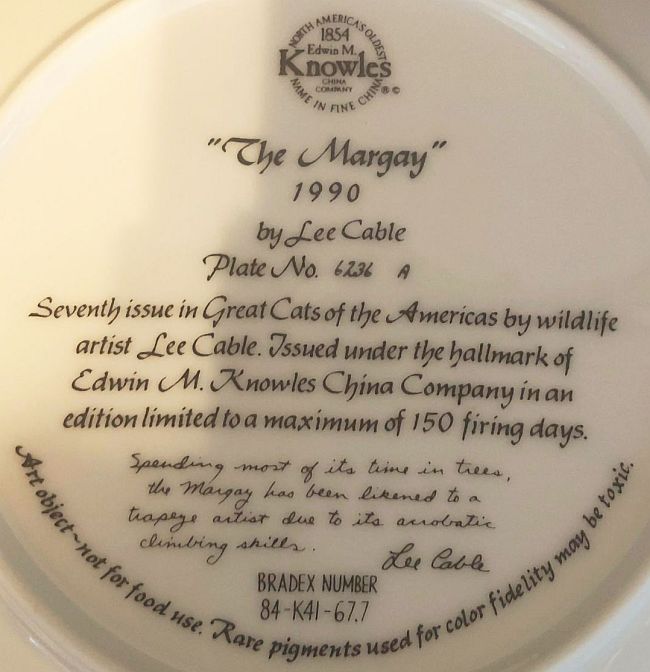 NORTH AMERICA'S OLDEST
1854
Edwin M.
Knowles
CHINA
COMPANY
NAME IN FINE CHINA
®©
"The Margay"
1990
by Lee Cable
Plate No. 6236 A
Seventh issue in Great Cats of the Americas by wildlife
artist Lee Cable. Issued under the hallmark of
Edwin M. Knowles China Company in an
edition limited to a maximum of 150 firing days.
Spending most of its time in trees,
the Margay has been likened to a
trapeze artist due to its acrobatic
climbing skills.
Lee Cable
BRADEX NUMBER
84-K41-67.7
Art object~not for food use. Rare pigments used for color fidelity may be toxic.